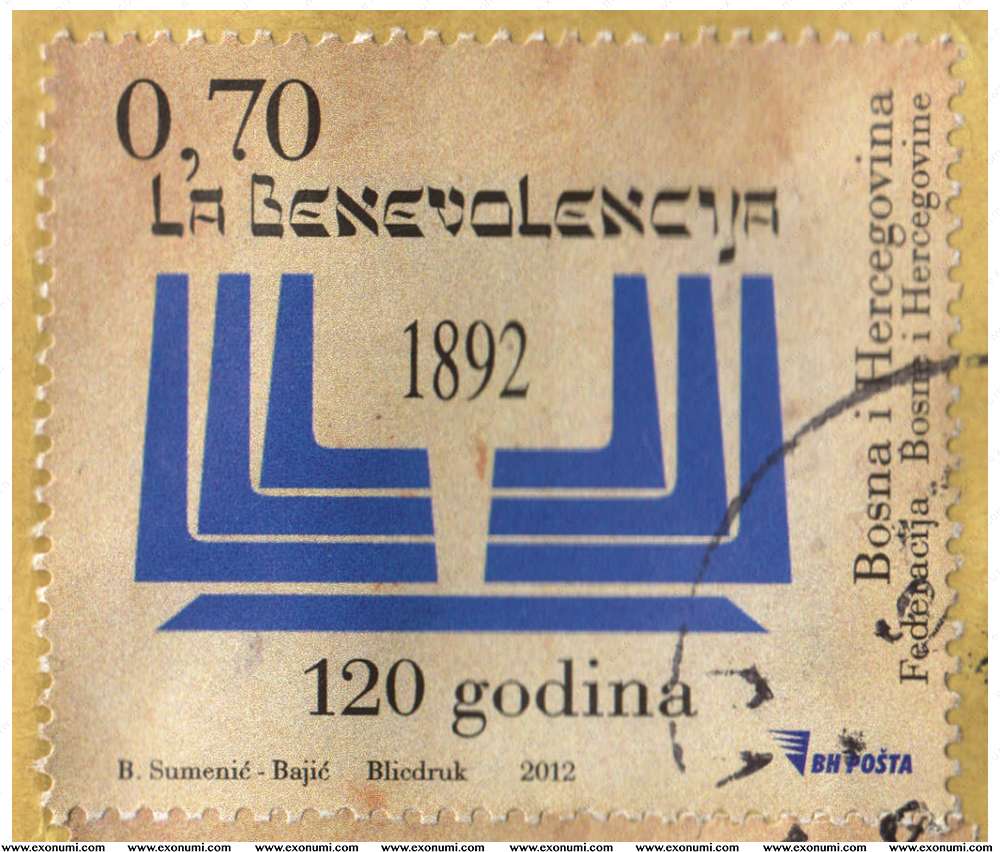 0,70
LA BENEVOLENCIJA
1892
120 godina
B. Sumenić - Bajić Blicdruk 2012
BH POŠTA
Bosna i Hercegovina
Federacija Bosne i Hercegovine
www.exonumi.com www.exonumi.com www.exonumi.com www.exonumi.com www.exonumi.com www.exonumi.com www.exonumi.com www.exonumi.com